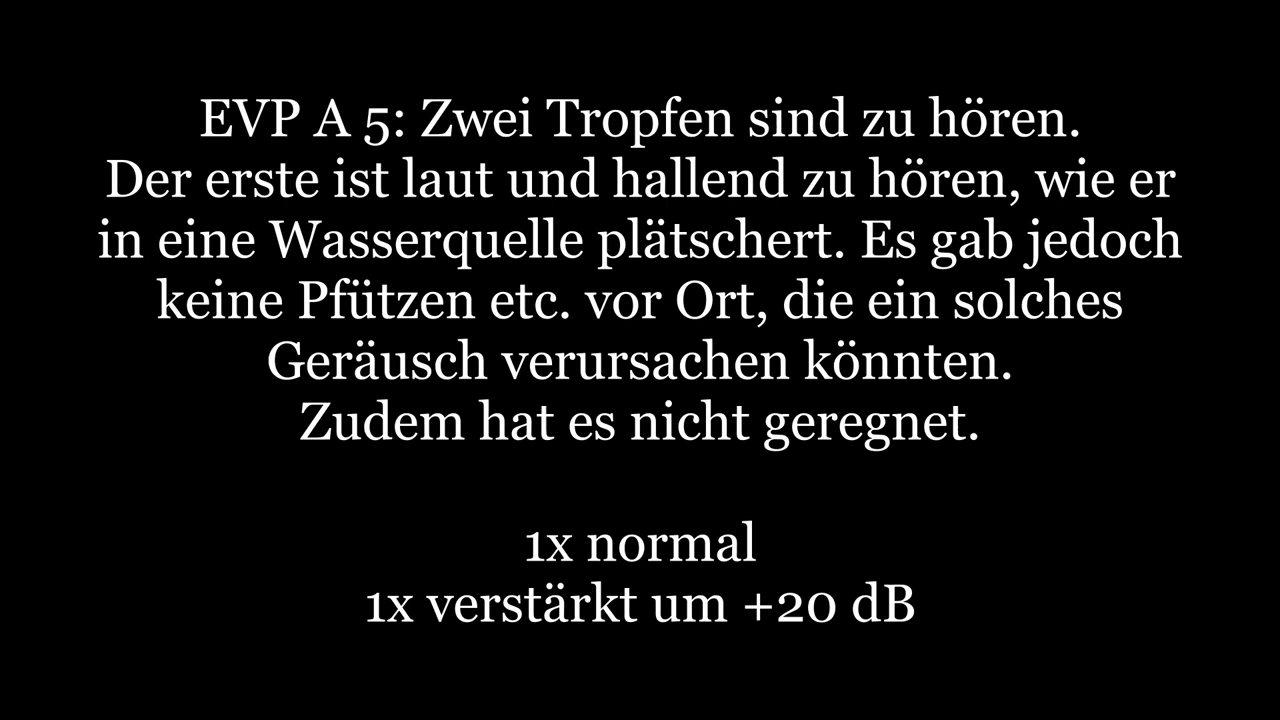 EVP A 5: Zwei Tropfen sind zu hören.
Der erste ist laut und hallend zu hören, wie er
in eine Wasserquelle plätschert. Es gab jedoch
keine Pfützen etc. vor Ort, die ein solches
Geräusch verursachen könnten.
Zudem hat es nicht geregnet.
1x normal
1x verstärkt um +20 dB